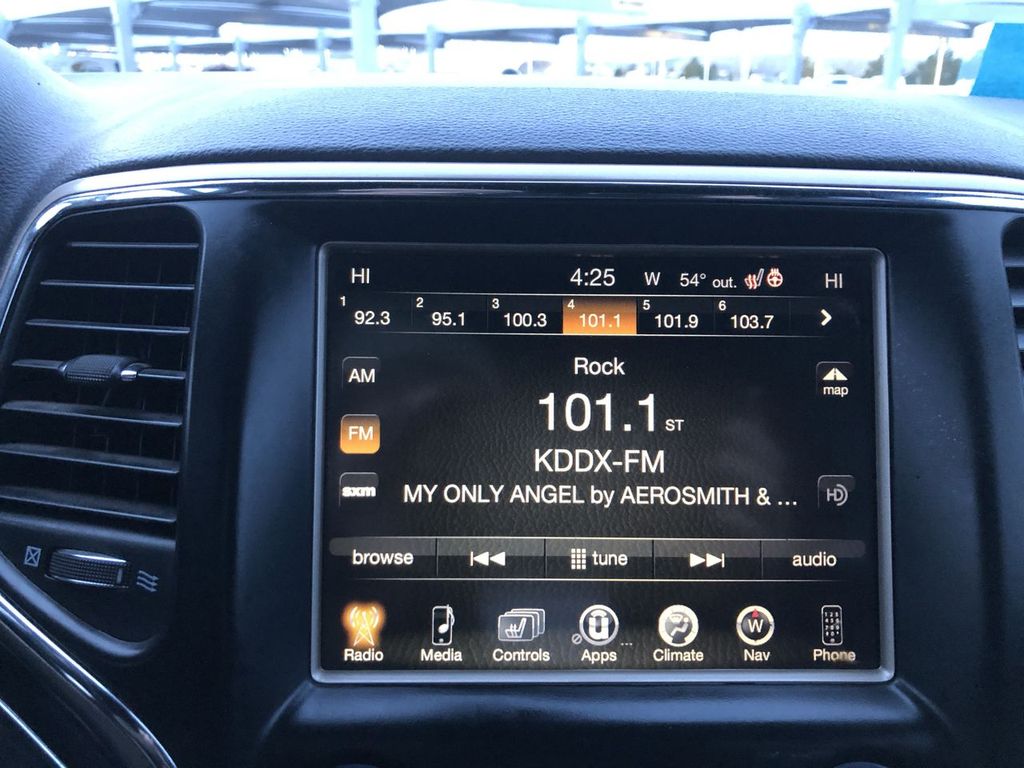 HI 4:25 W 54° out. HI
1 92.3 2 95.1 3 100.3 4 101.1 5 101.9 6 103.7
Rock
AM
map
101.1 ST
FM
KDDX-FM
sxm
MY ONLY ANGEL by AEROSMITH & ...
HD
browse tune audio
W
Radio Media Controls Apps Climate Nav Phone